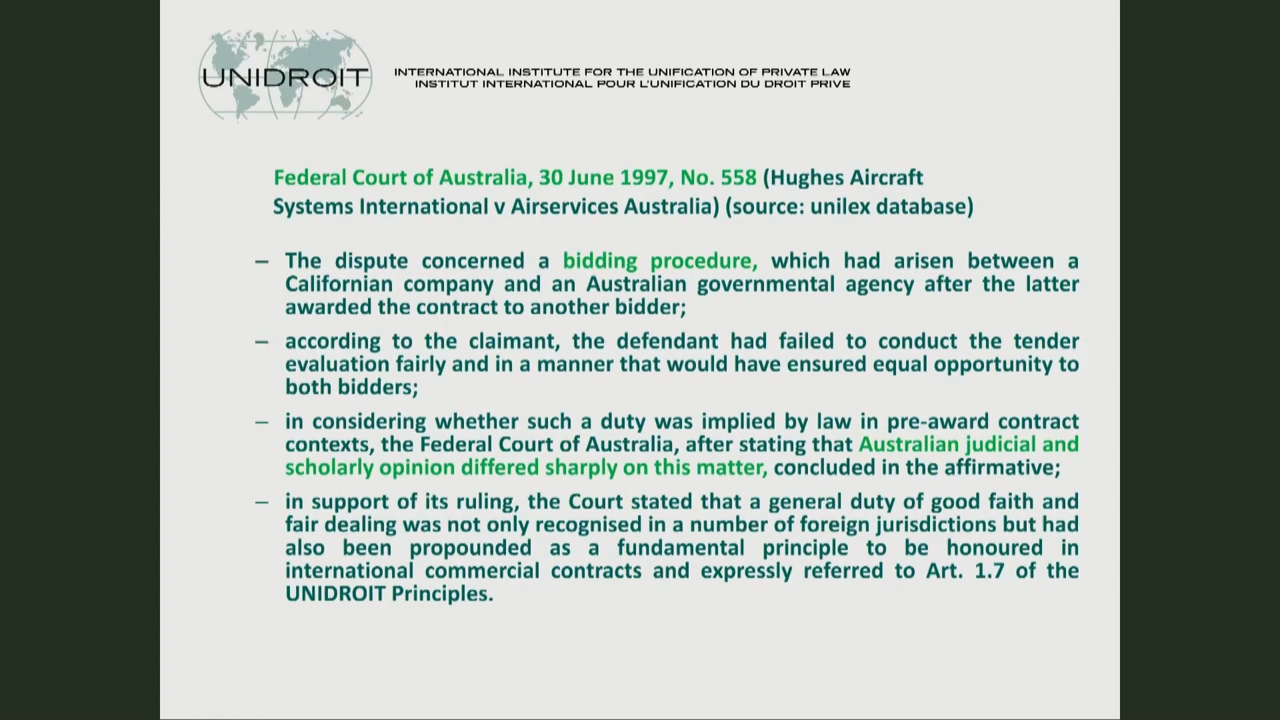 UNIDROIT
INTERNATIONAL INSTITUTE FOR THE UNIFICATION OF PRIVATE LAW
INSTITUT INTERNATIONAL POUR L'UNIFICATION DU DROIT PRIVE
Federal Court of Australia, 30 June 1997, No. 558 (Hughes Aircraft
Systems International v Airservices Australia) (source: unilex database)
– The dispute concerned a bidding procedure, which had arisen between a
Californian company and an Australian governmental agency after the latter
awarded the contract to another bidder;
– according to the claimant, the defendant had failed to conduct the tender
evaluation fairly and in a manner that would have ensured equal opportunity to
both bidders;
– in considering whether such a duty was implied by law in pre-award contract
contexts, the Federal Court of Australia, after stating that Australian judicial and
scholarly opinion differed sharply on this matter, concluded in the affirmative;
– in support of its ruling, the Court stated that a general duty of good faith and
fair dealing was not only recognised in a number of foreign jurisdictions but had
also been propounded as a fundamental principle to be honoured in
international commercial contracts and expressly referred to Art. 1.7 of the
UNIDROIT Principles.